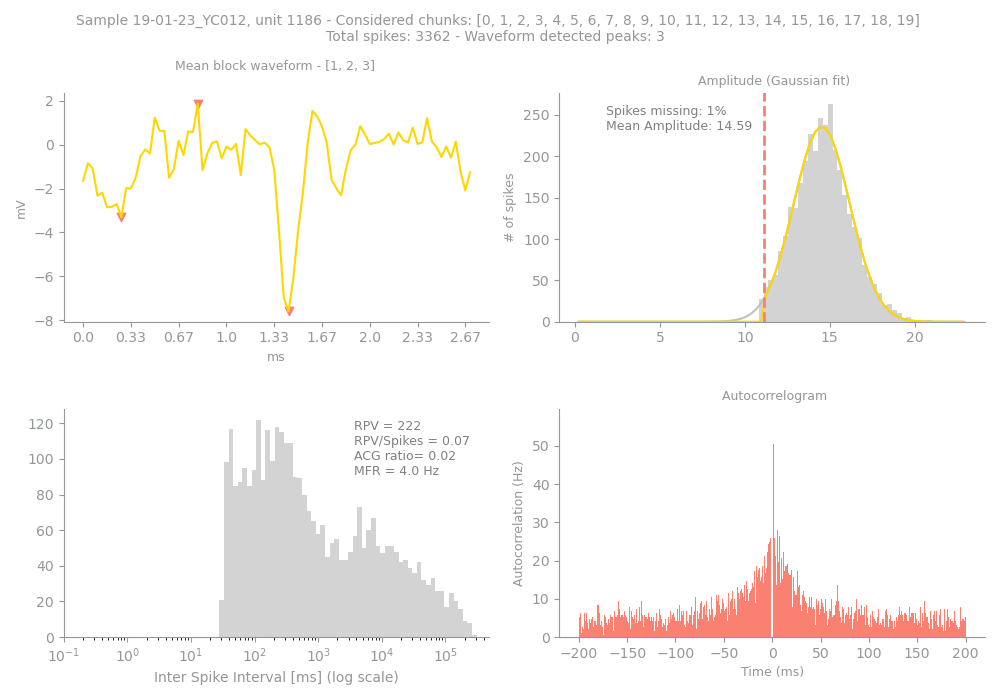 Sample 19-01-23_YC012, unit 1186 - Considered chunks: [0, 1, 2, 3, 4, 5, 6, 7, 8, 9, 10, 11, 12, 13, 14, 15, 16, 17, 18, 19]
Total spikes: 3362 - Waveform detected peaks: 3
Mean block waveform - [1, 2, 3]
2
0
−2
−4
−6
−8
mV
0.0 0.33 0.67 1.0 1.33 1.67 2.0 2.33 2.67
ms
Amplitude (Gaussian fit)
Spikes missing: 1%
Mean Amplitude: 14.59
250
200
150
100
50
0
# of spikes
0 5 10 15 20
RPV = 222
RPV/Spikes = 0.07
ACG ratio= 0.02
MFR = 4.0 Hz
120
100
80
60
40
20
0
10⁻¹ 10⁰ 10¹ 10² 10³ 10⁴ 10⁵
Inter Spike Interval [ms] (log scale)
Autocorrelogram
50
40
30
20
10
0
Autocorrelation (Hz)
−200 −150 −100 −50 0 50 100 150 200
Time (ms)